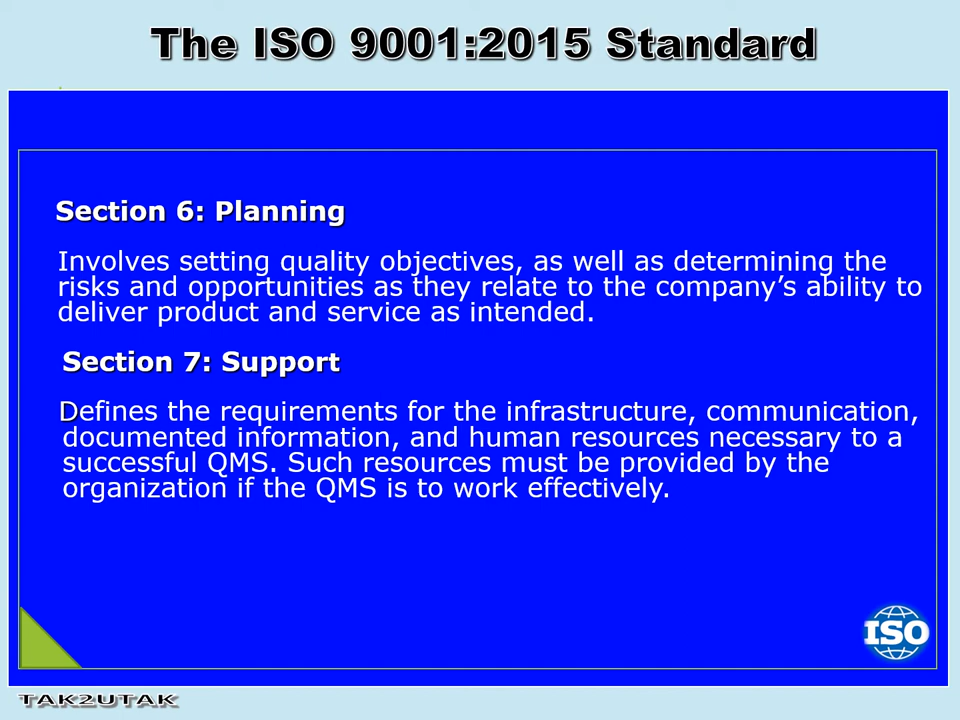 The ISO 9001:2015 Standard
Section 6: Planning
Involves setting quality objectives, as well as determining the
risks and opportunities as they relate to the company’s ability to
deliver product and service as intended.
Section 7: Support
Defines the requirements for the infrastructure, communication,
documented information, and human resources necessary to a
successful QMS. Such resources must be provided by the
organization if the QMS is to work effectively.
ISO
TAK2UTAK